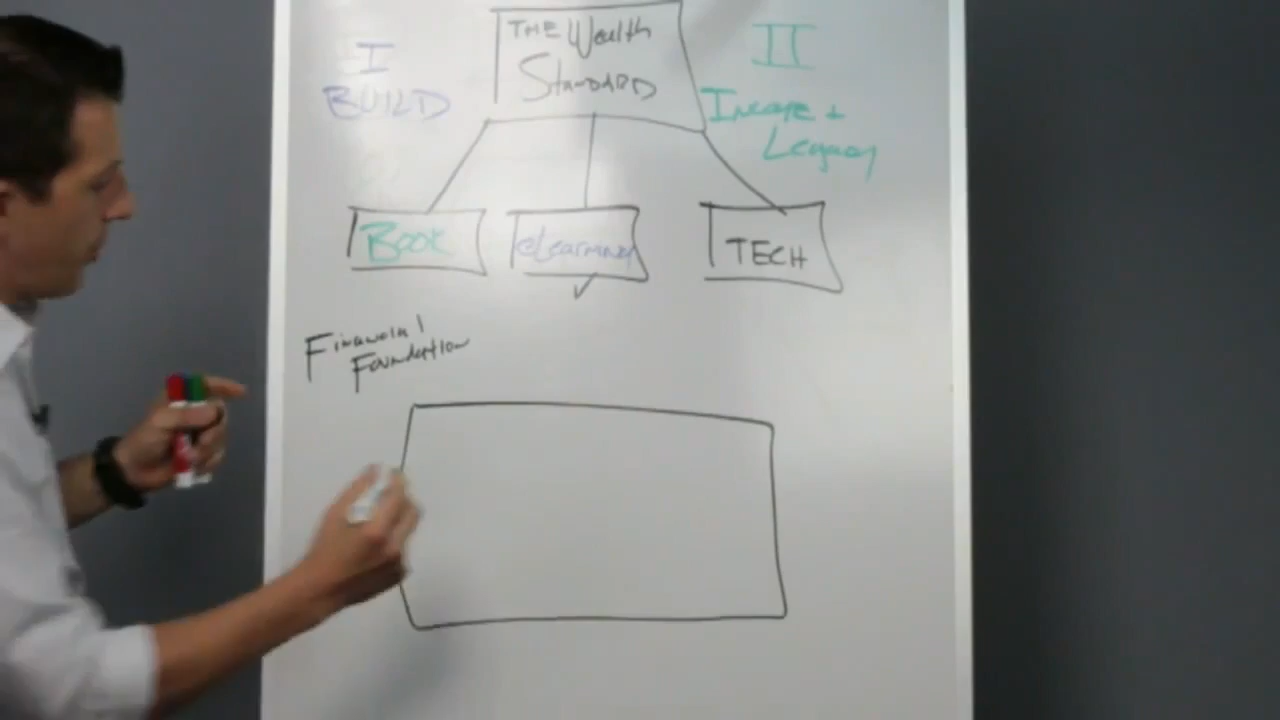 THE Wealth
STANDARD
I
BUILD
II
Income +
Legacy
Book
eLearning
TECH
Financial
Foundation